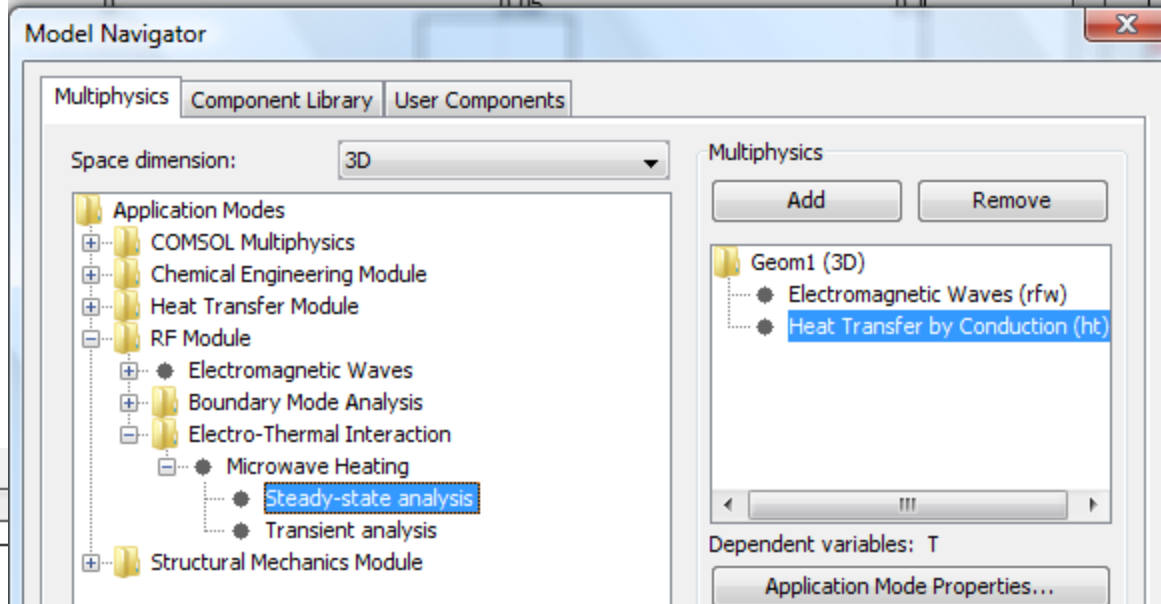 Model Navigator
Multiphysics
Component Library
User Components
Space dimension:
3D
Application Modes
COMSOL Multiphysics
Chemical Engineering Module
Heat Transfer Module
RF Module
Electromagnetic Waves
Boundary Mode Analysis
Electro-Thermal Interaction
Microwave Heating
Steady-state analysis
Transient analysis
Structural Mechanics Module
Multiphysics
Add
Remove
Geom1 (3D)
Electromagnetic Waves (rfw)
Heat Transfer by Conduction (ht)
Dependent variables: T
Application Mode Properties...